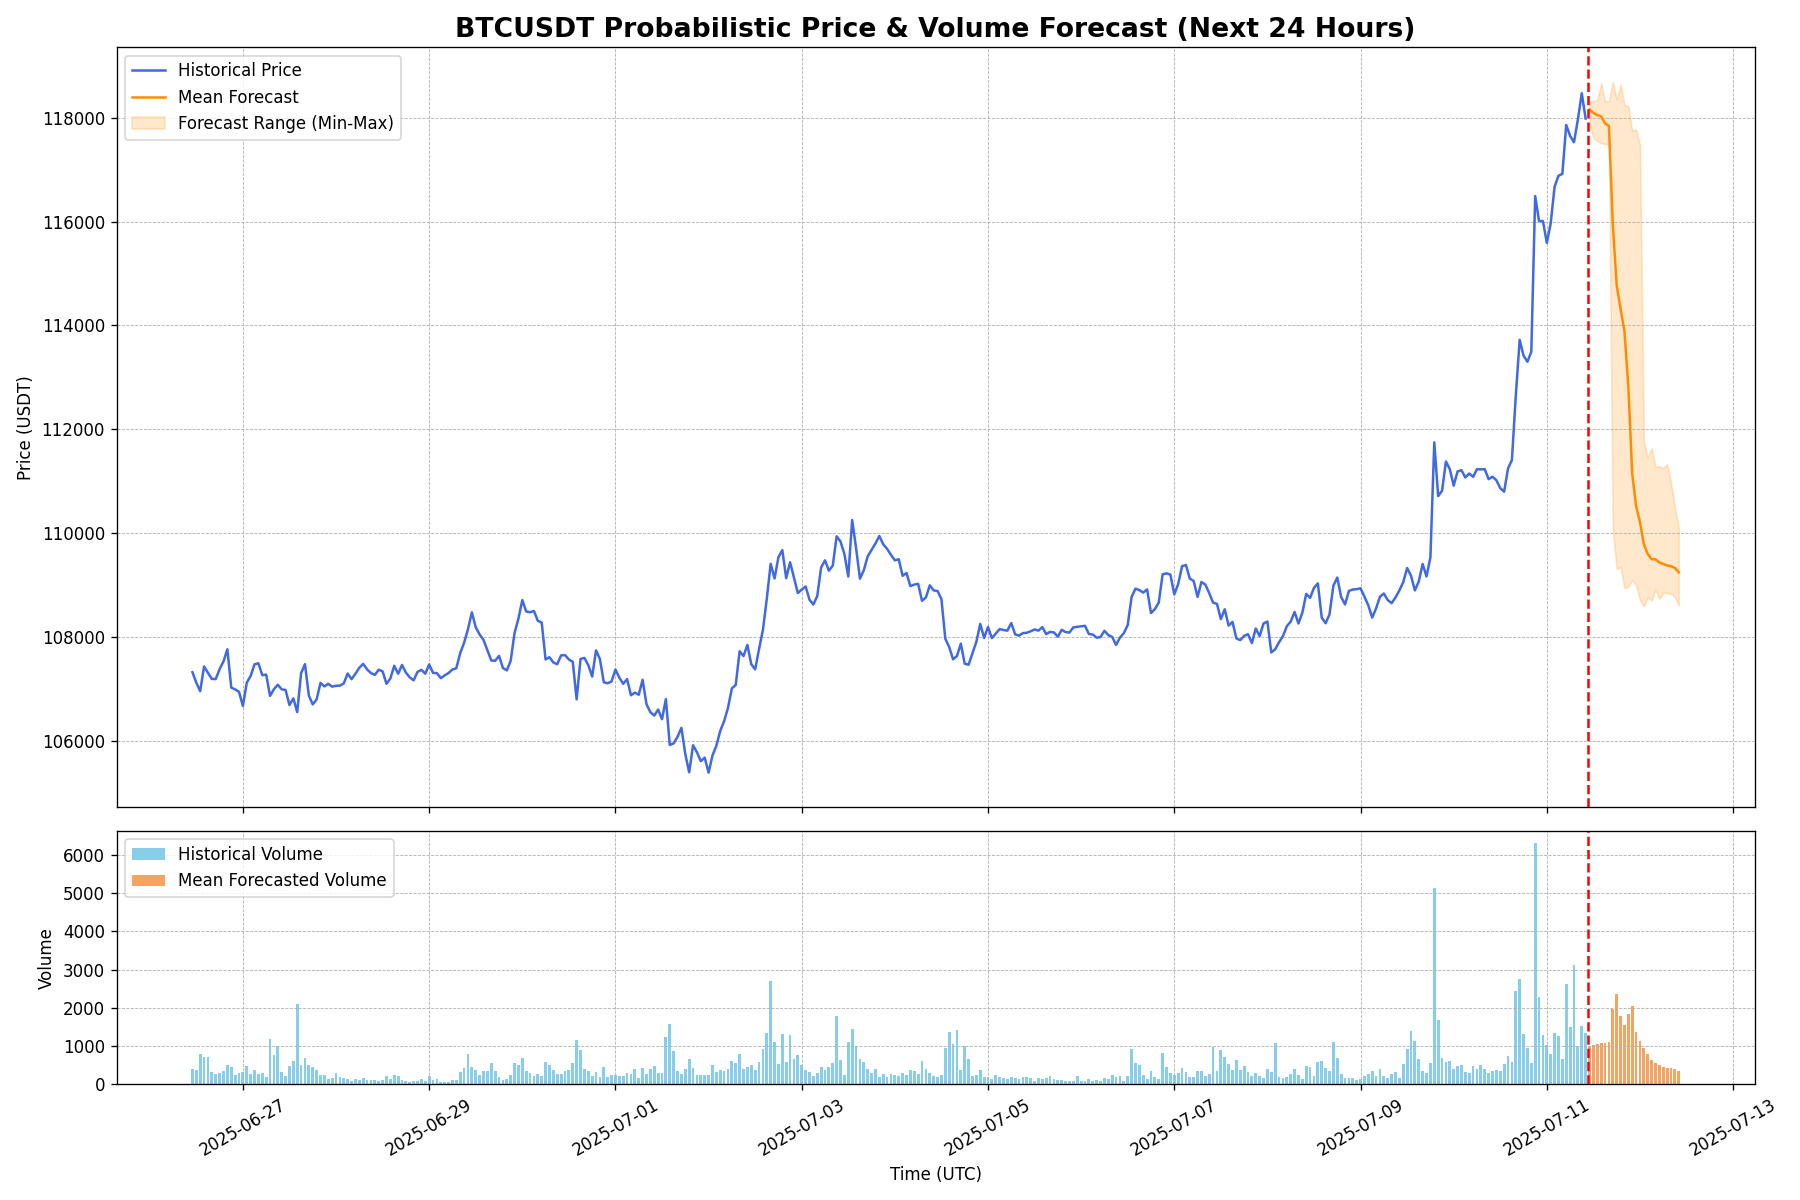 BTCUSDT Probabilistic Price & Volume Forecast (Next 24 Hours)
Historical Price
Mean Forecast
Forecast Range (Min-Max)
118000
116000
114000
112000
110000
108000
106000
Price (USDT)
Historical Volume
Mean Forecasted Volume
6000
5000
4000
3000
2000
1000
0
Volume
2025-06-27
2025-06-29
2025-07-01
2025-07-03
2025-07-05
2025-07-07
2025-07-09
2025-07-11
2025-07-13
Time (UTC)